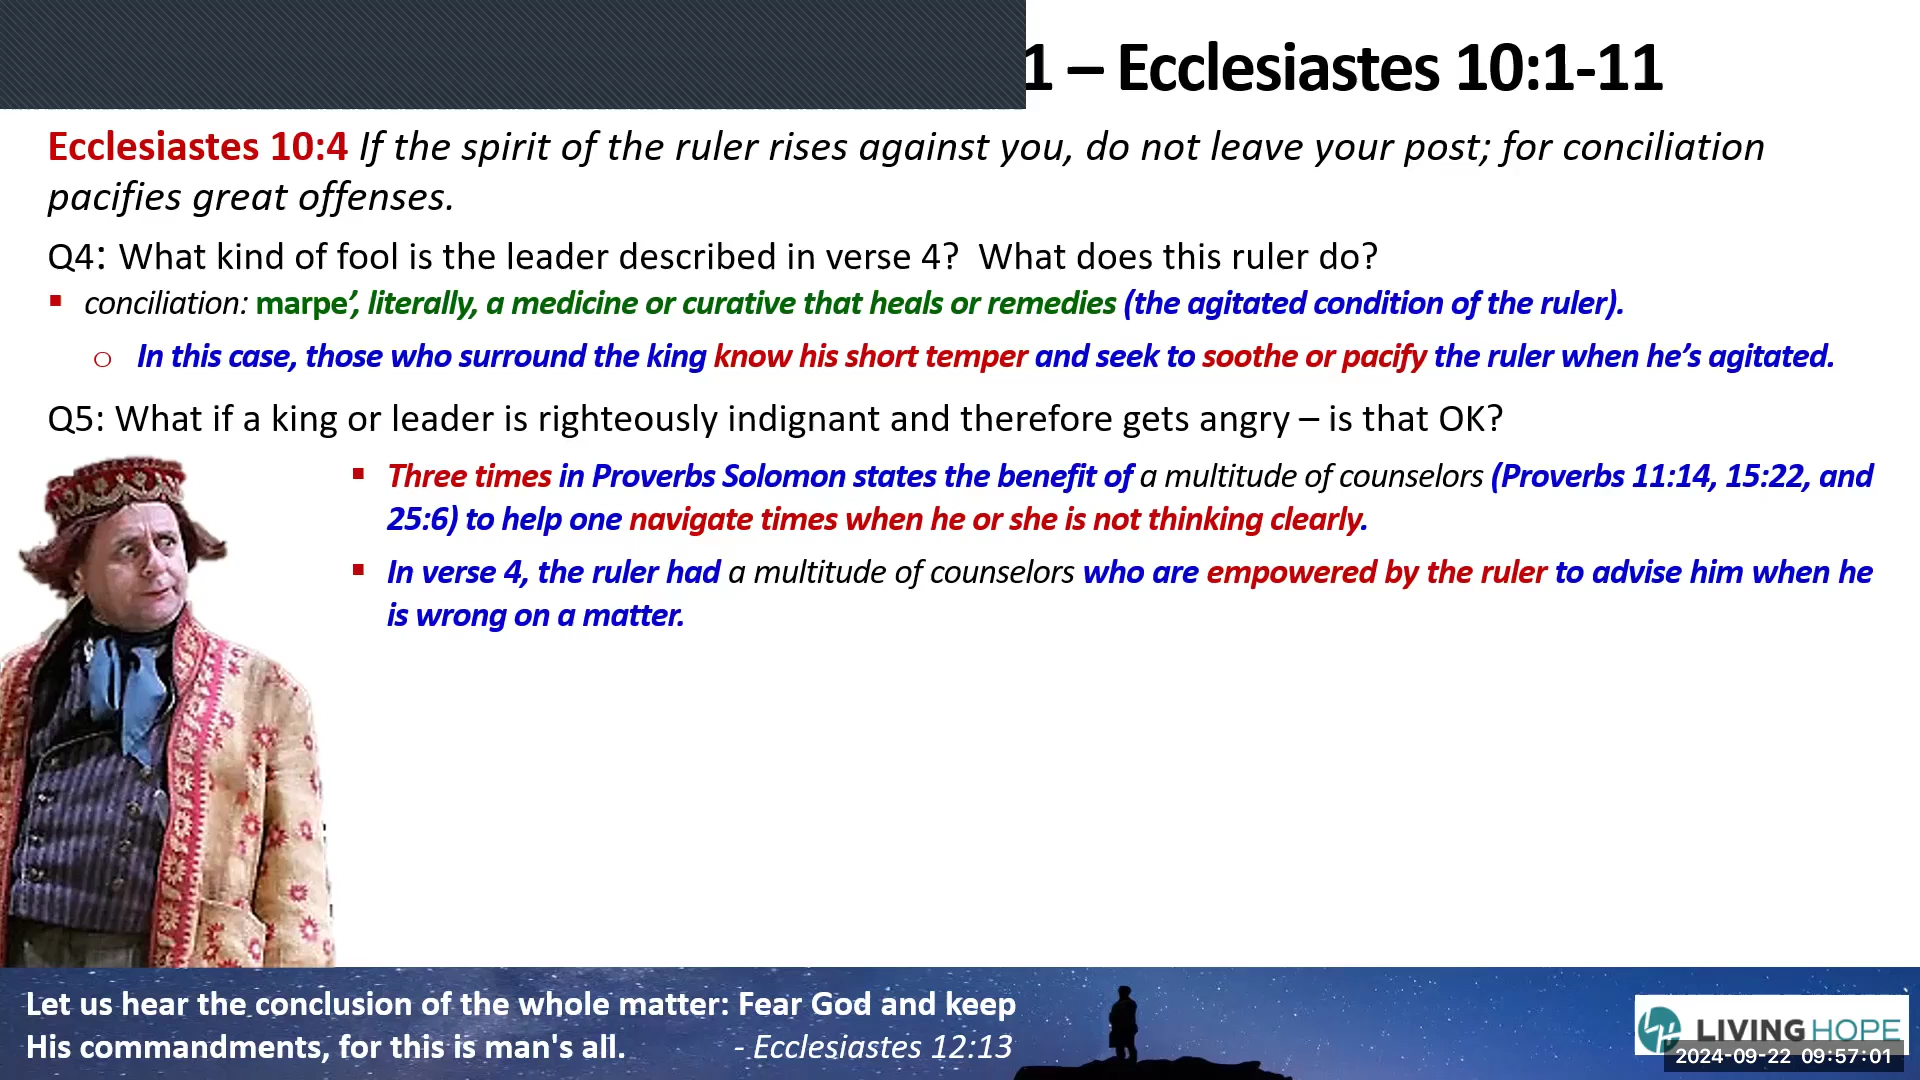 1 – Ecclesiastes 10:1-11
Ecclesiastes 10:4 If the spirit of the ruler rises against you, do not leave your post; for conciliation
pacifies great offenses.
Q4: What kind of fool is the leader described in verse 4?  What does this ruler do?
▪ conciliation: marpe’, literally, a medicine or curative that heals or remedies (the agitated condition of the ruler).
o In this case, those who surround the king know his short temper and seek to soothe or pacify the ruler when he’s agitated.
Q5: What if a king or leader is righteously indignant and therefore gets angry – is that OK?
▪ Three times in Proverbs Solomon states the benefit of a multitude of counselors (Proverbs 11:14, 15:22, and
25:6) to help one navigate times when he or she is not thinking clearly.
▪ In verse 4, the ruler had a multitude of counselors who are empowered by the ruler to advise him when he
is wrong on a matter.
Let us hear the conclusion of the whole matter: Fear God and keep
His commandments, for this is man's all. - Ecclesiastes 12:13
LIVING HOPE
2024-09-22 09:57:01